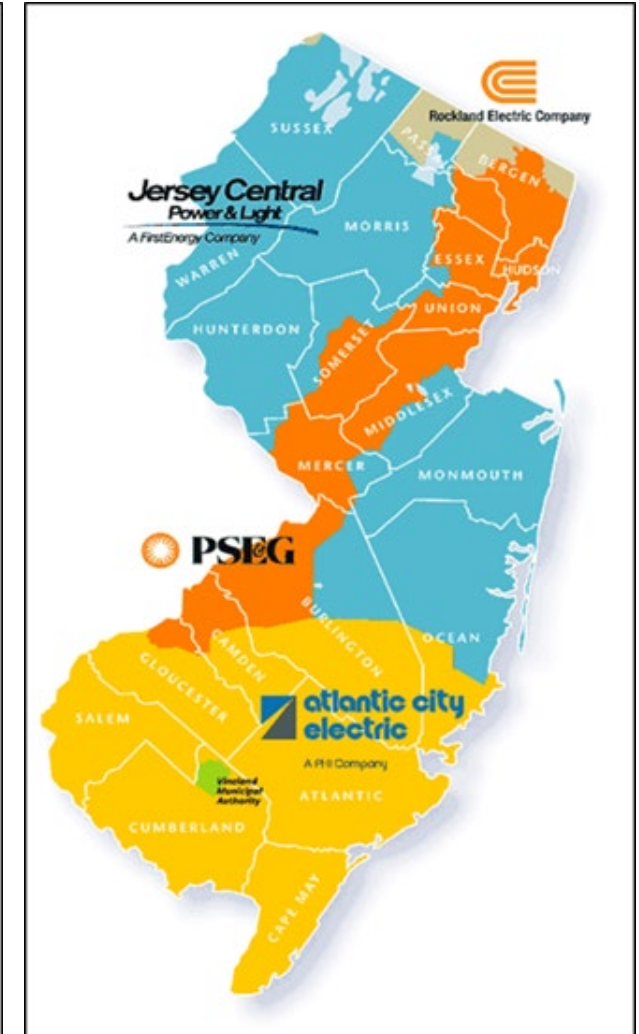 Rockland Electric Company
SUSSEX
PASSAIC
BERGEN
Jersey Central
Power & Light
A FirstEnergy Company
MORRIS
WARREN
ESSEX
HUDSON
UNION
HUNTERDON
SOMERSET
MIDDLESEX
MERCER
MONMOUTH
PSE&G
BURLINGTON
OCEAN
CAMDEN
GLOUCESTER
SALEM
atlantic city
electric
A PHI Company
Vineland
Municipal
Authority
ATLANTIC
CUMBERLAND
CAPE MAY